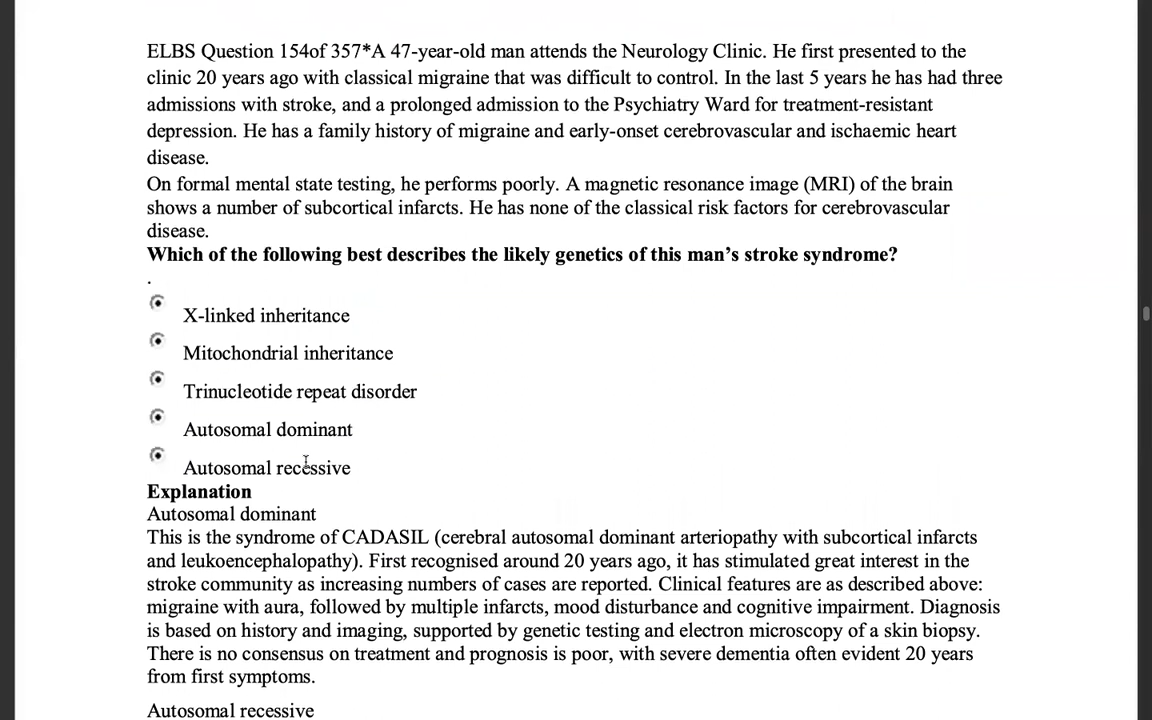 ELBS Question 154of 357*A 47-year-old man attends the Neurology Clinic. He first presented to the
clinic 20 years ago with classical migraine that was difficult to control. In the last 5 years he has had three
admissions with stroke, and a prolonged admission to the Psychiatry Ward for treatment-resistant
depression. He has a family history of migraine and early-onset cerebrovascular and ischaemic heart
disease.
On formal mental state testing, he performs poorly. A magnetic resonance image (MRI) of the brain
shows a number of subcortical infarcts. He has none of the classical risk factors for cerebrovascular
disease.
Which of the following best describes the likely genetics of this man’s stroke syndrome?
.
X-linked inheritance
Mitochondrial inheritance
Trinucleotide repeat disorder
Autosomal dominant
Autosomal recessive
Explanation
Autosomal dominant
This is the syndrome of CADASIL (cerebral autosomal dominant arteriopathy with subcortical infarcts
and leukoencephalopathy). First recognised around 20 years ago, it has stimulated great interest in the
stroke community as increasing numbers of cases are reported. Clinical features are as described above:
migraine with aura, followed by multiple infarcts, mood disturbance and cognitive impairment. Diagnosis
is based on history and imaging, supported by genetic testing and electron microscopy of a skin biopsy.
There is no consensus on treatment and prognosis is poor, with severe dementia often evident 20 years
from first symptoms.
Autosomal recessive